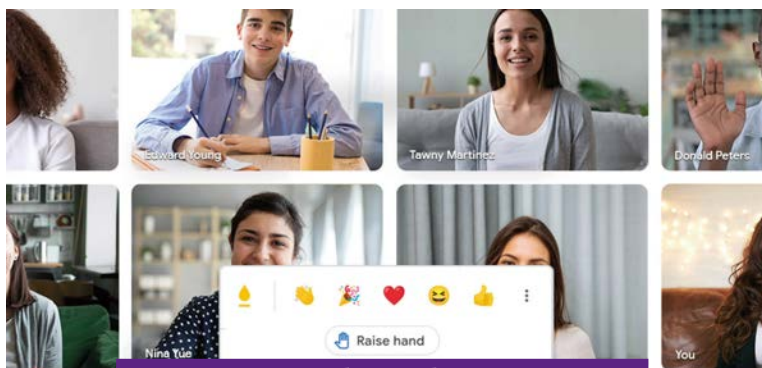 Edward Young
Tawny Martinez
Donald Peters
Raise hand
Nina Yue
You